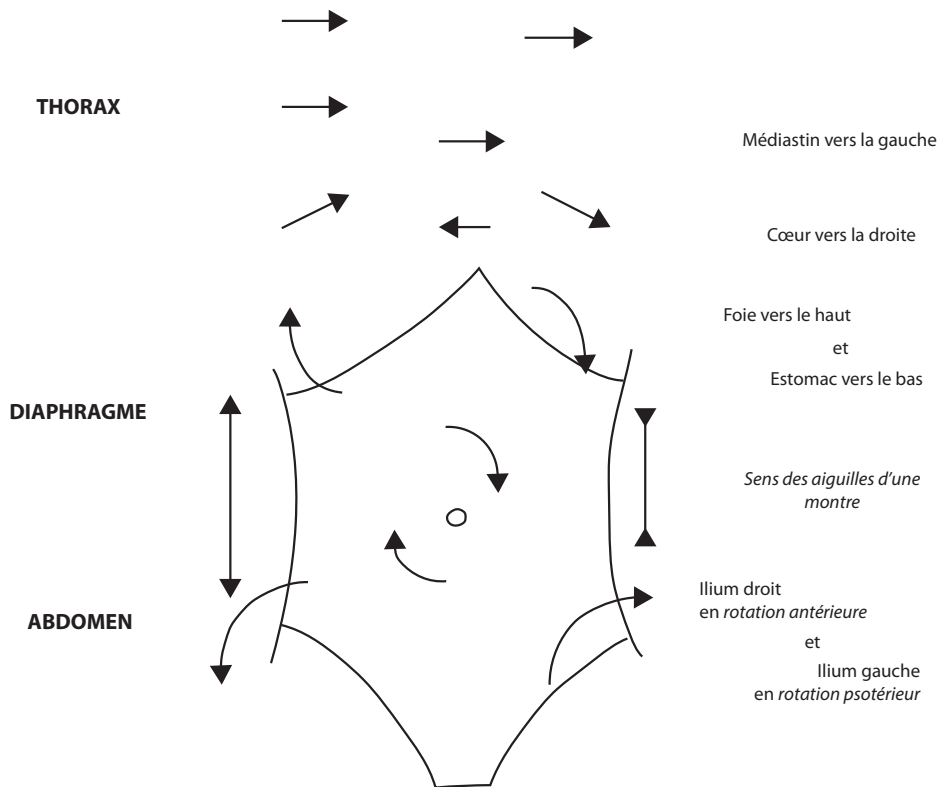 THORAX
Médiastin vers la gauche
Cœur vers la droite
Foie vers le haut
et
Estomac vers le bas
DIAPHRAGME
Sens des aiguilles d’une
montre
Ilium droit
en rotation antérieure
ABDOMEN
et
Ilium gauche
en rotation psotérieur